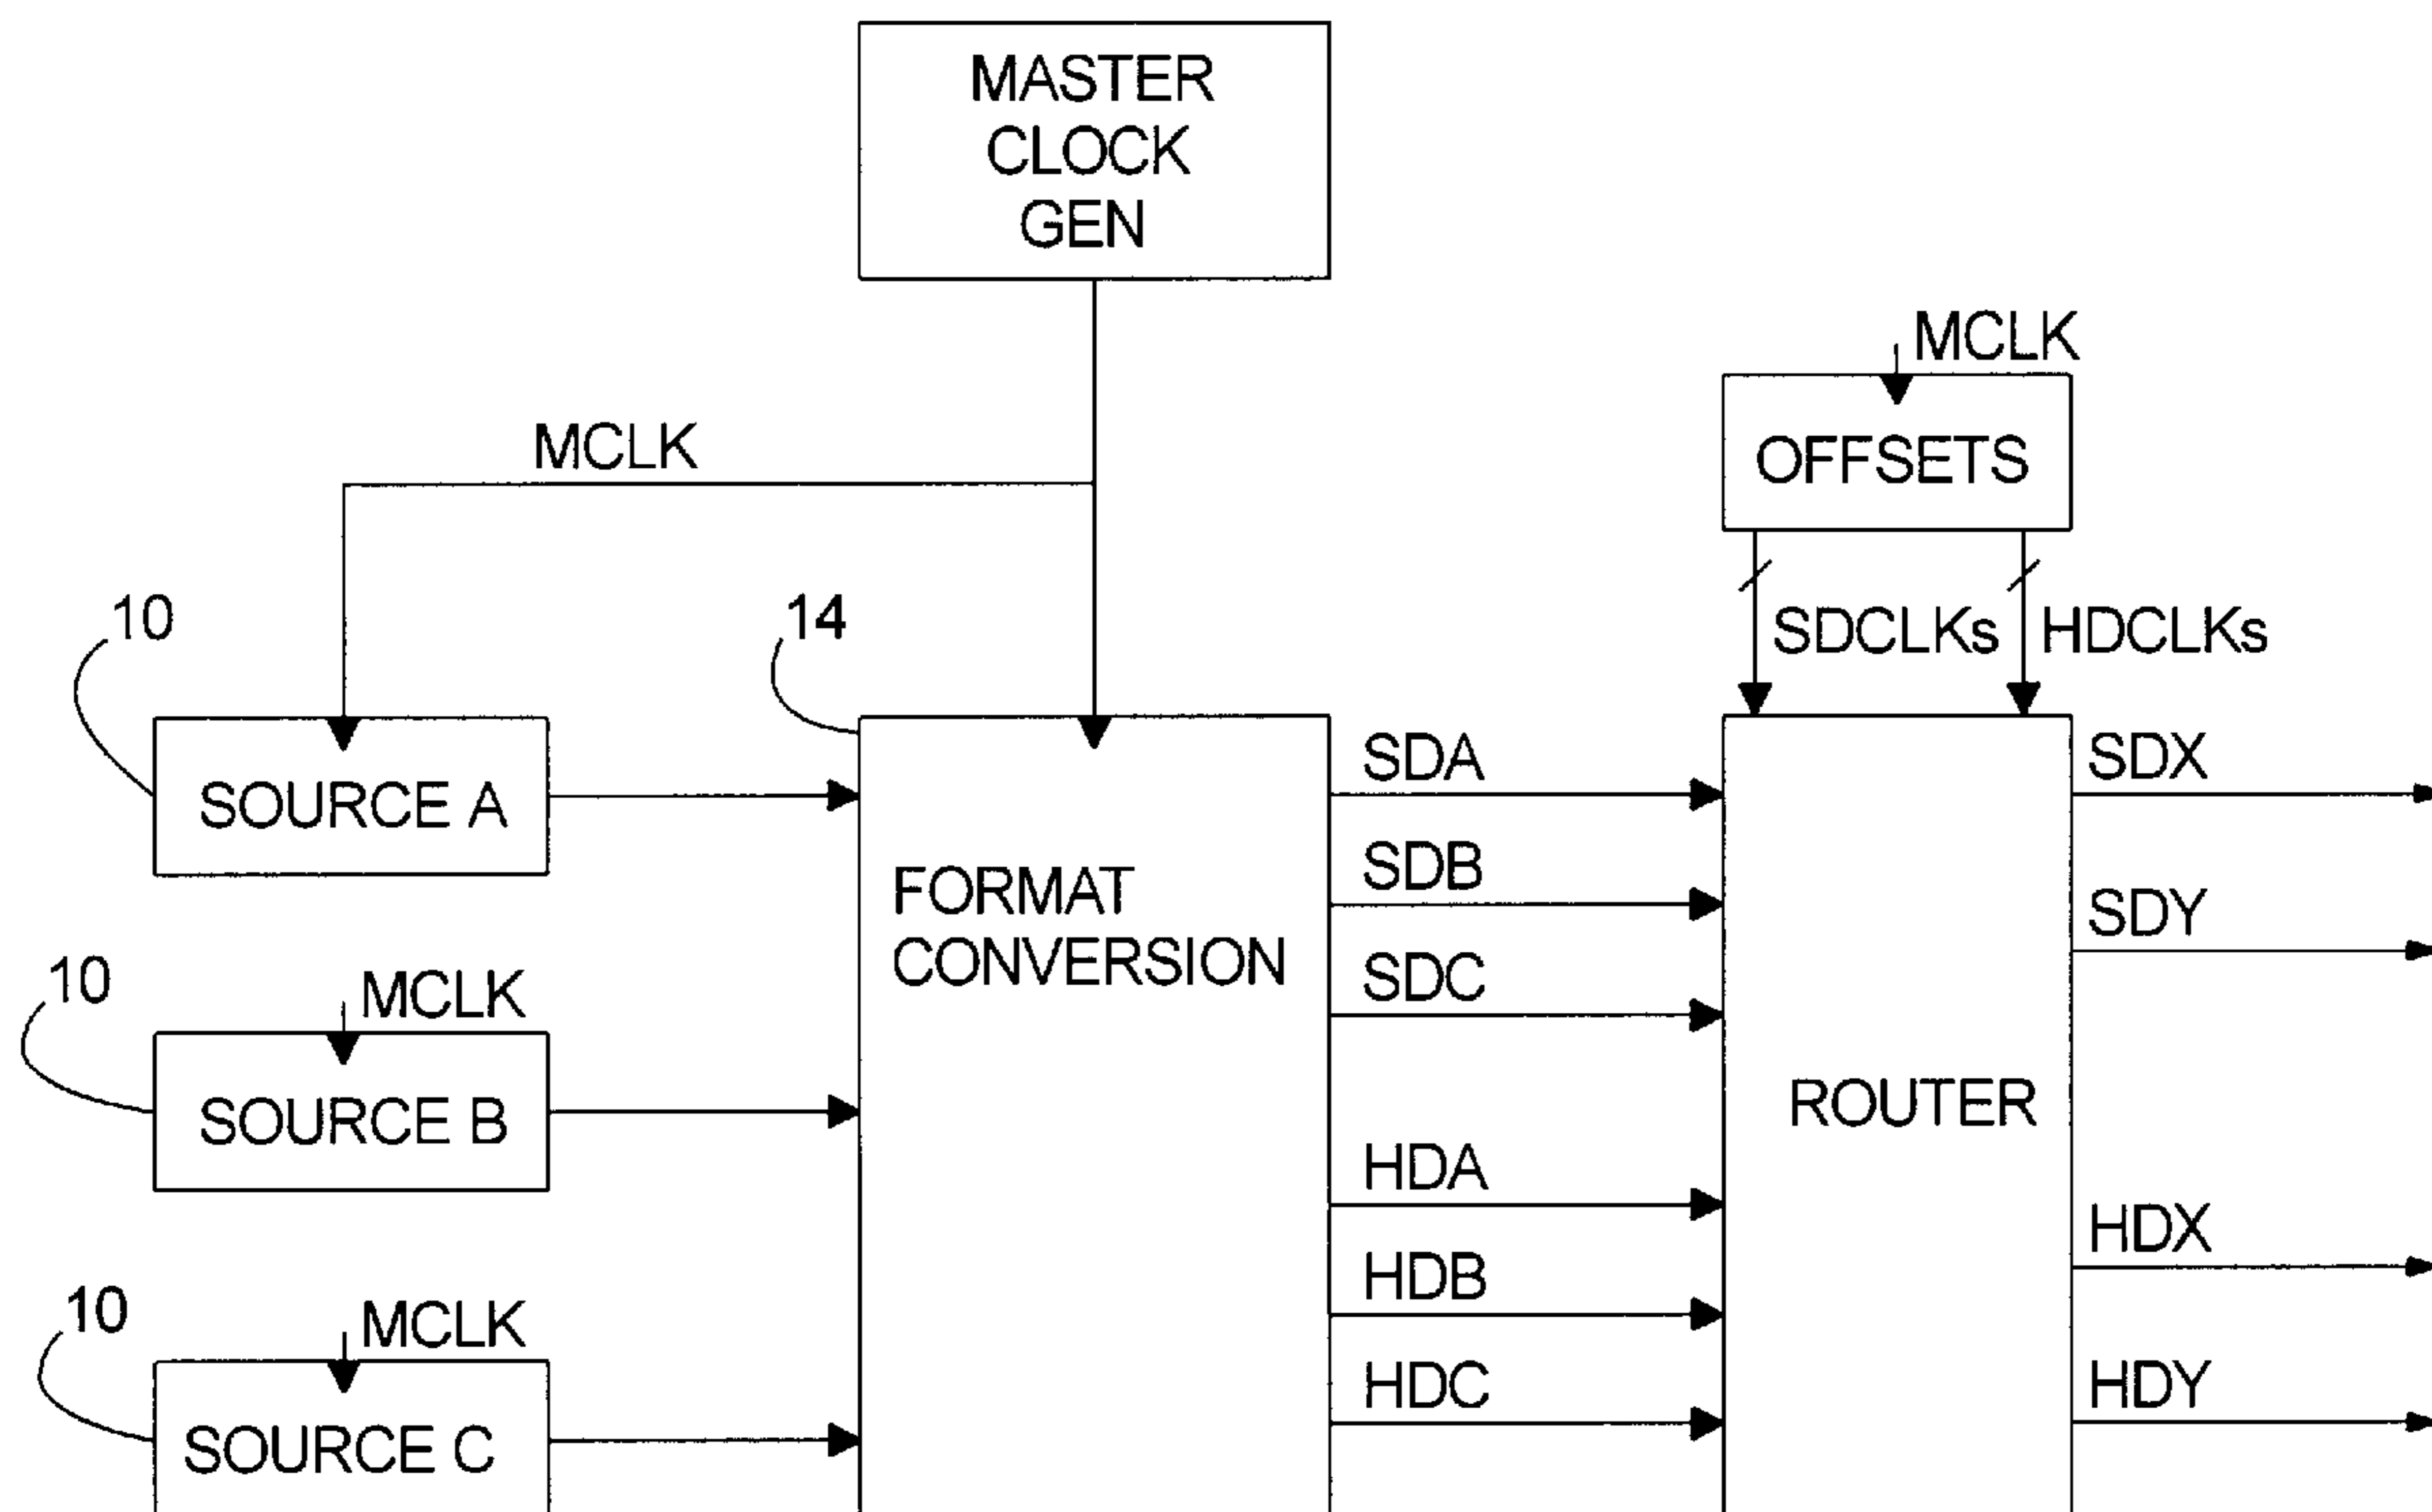 MASTER
CLOCK
GEN
MCLK
MCLK
OFFSETS
SDCLKs
HDCLKs
10
14
SOURCE A
FORMAT
CONVERSION
SDA
SDB
SDC
HDA
HDB
HDC
ROUTER
SDX
SDY
HDX
HDY
10
MCLK
SOURCE B
10
MCLK
SOURCE C